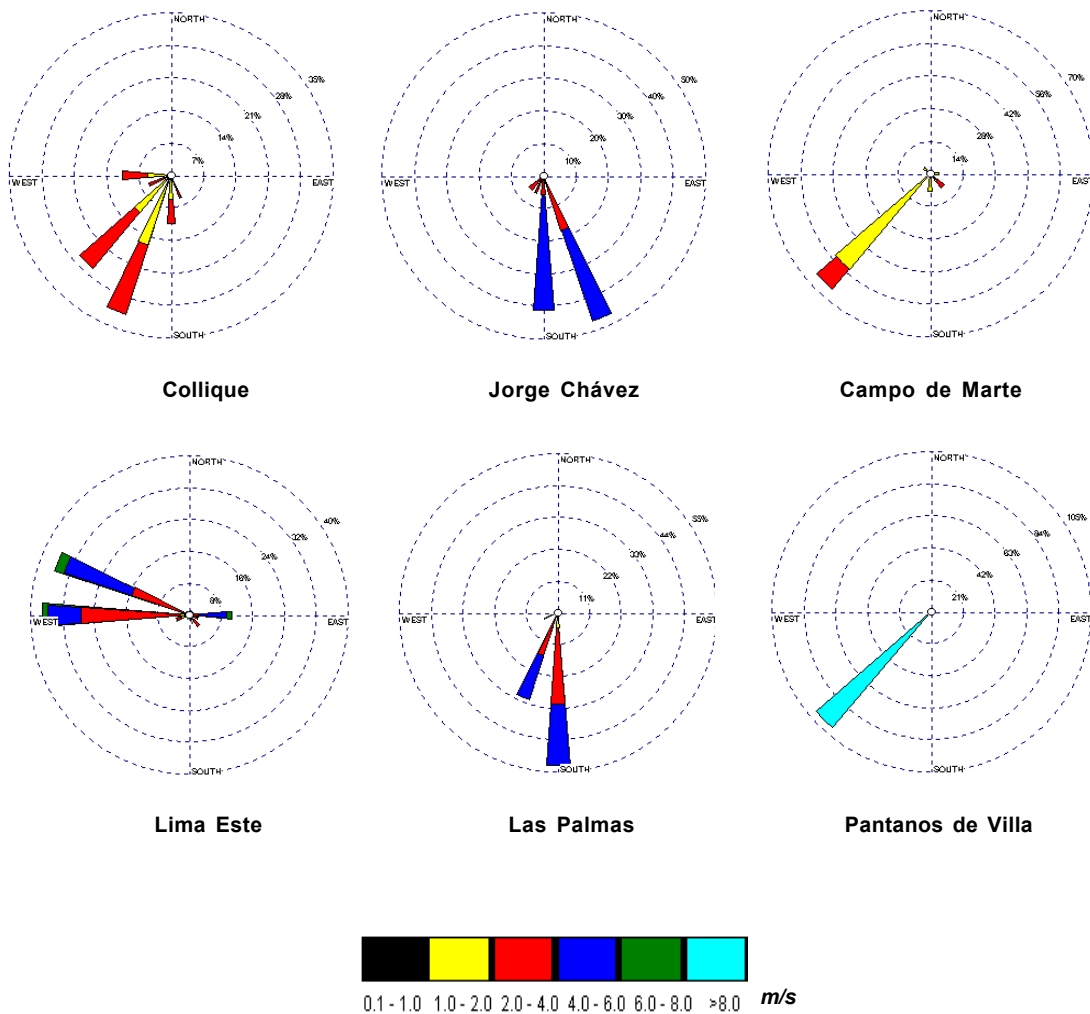 NORTH
35%
28%
21%
14%
7%
WEST
EAST
SOUTH
Collique
NORTH
50%
40%
30%
20%
10%
WEST
EAST
SOUTH
Jorge Chávez
NORTH
70%
56%
42%
28%
14%
WEST
EAST
SOUTH
Campo de Marte
NORTH
40%
32%
24%
16%
8%
WEST
EAST
SOUTH
Lima Este
NORTH
55%
44%
33%
22%
11%
WEST
EAST
SOUTH
Las Palmas
NORTH
105%
84%
63%
42%
21%
WEST
EAST
SOUTH
Pantanos de Villa
0.1 - 1.0 1.0 - 2.0 2.0 - 4.0 4.0 - 6.0 6.0 - 8.0 >8.0 m/s